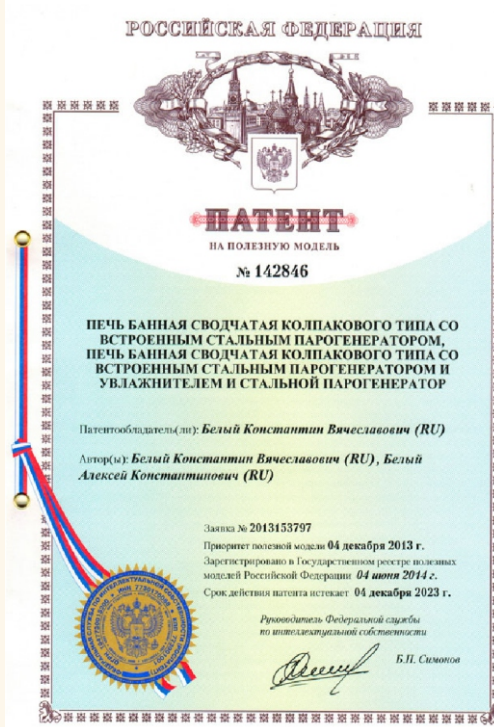 РОССИЙСКАЯ ФЕДЕРАЦИЯ
ПАТЕНТ
НА ПОЛЕЗНУЮ МОДЕЛЬ
№ 142846
ПЕЧЬ БАННАЯ СВОДЧАТАЯ КОЛПАКОВОГО ТИПА СО
ВСТРОЕННЫМ СТАЛЬНЫМ ПАРОГЕНЕРАТОРОМ,
ПЕЧЬ БАННАЯ СВОДЧАТАЯ КОЛПАКОВОГО ТИПА СО
ВСТРОЕННЫМ СТАЛЬНЫМ ПАРОГЕНЕРАТОРОМ И
УВЛАЖНИТЕЛЕМ И СТАЛЬНОЙ ПАРОГЕНЕРАТОР
Патентообладатель(ли): Белый Константин Вячеславович (RU)
Автор(ы): Белый Константин Вячеславович (RU), Белый
Алексей Константинович (RU)
Заявка № 2013153797
Приоритет полезной модели 04 декабря 2013 г.
Зарегистрировано в Государственном реестре полезных
моделей Российской Федерации 04 июня 2014 г.
Срок действия патента истекает 04 декабря 2023 г.
Руководитель Федеральной службы
по интеллектуальной собственности
Б.П. Симонов